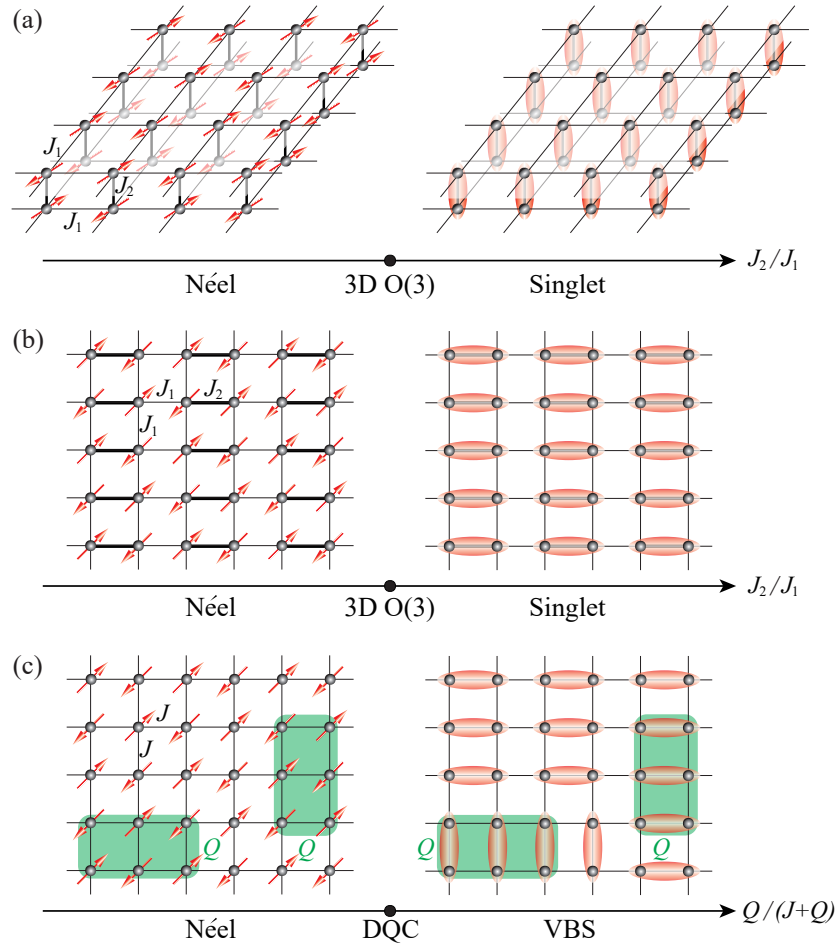 (a)
J₁
J₂
J₁
Néel 3D O(3) Singlet J₂/J₁
(b)
J₁ J₂
J₁
Néel 3D O(3) Singlet J₂/J₁
(c)
J
J
Q Q Q Q
Néel DQC VBS Q/(J+Q)